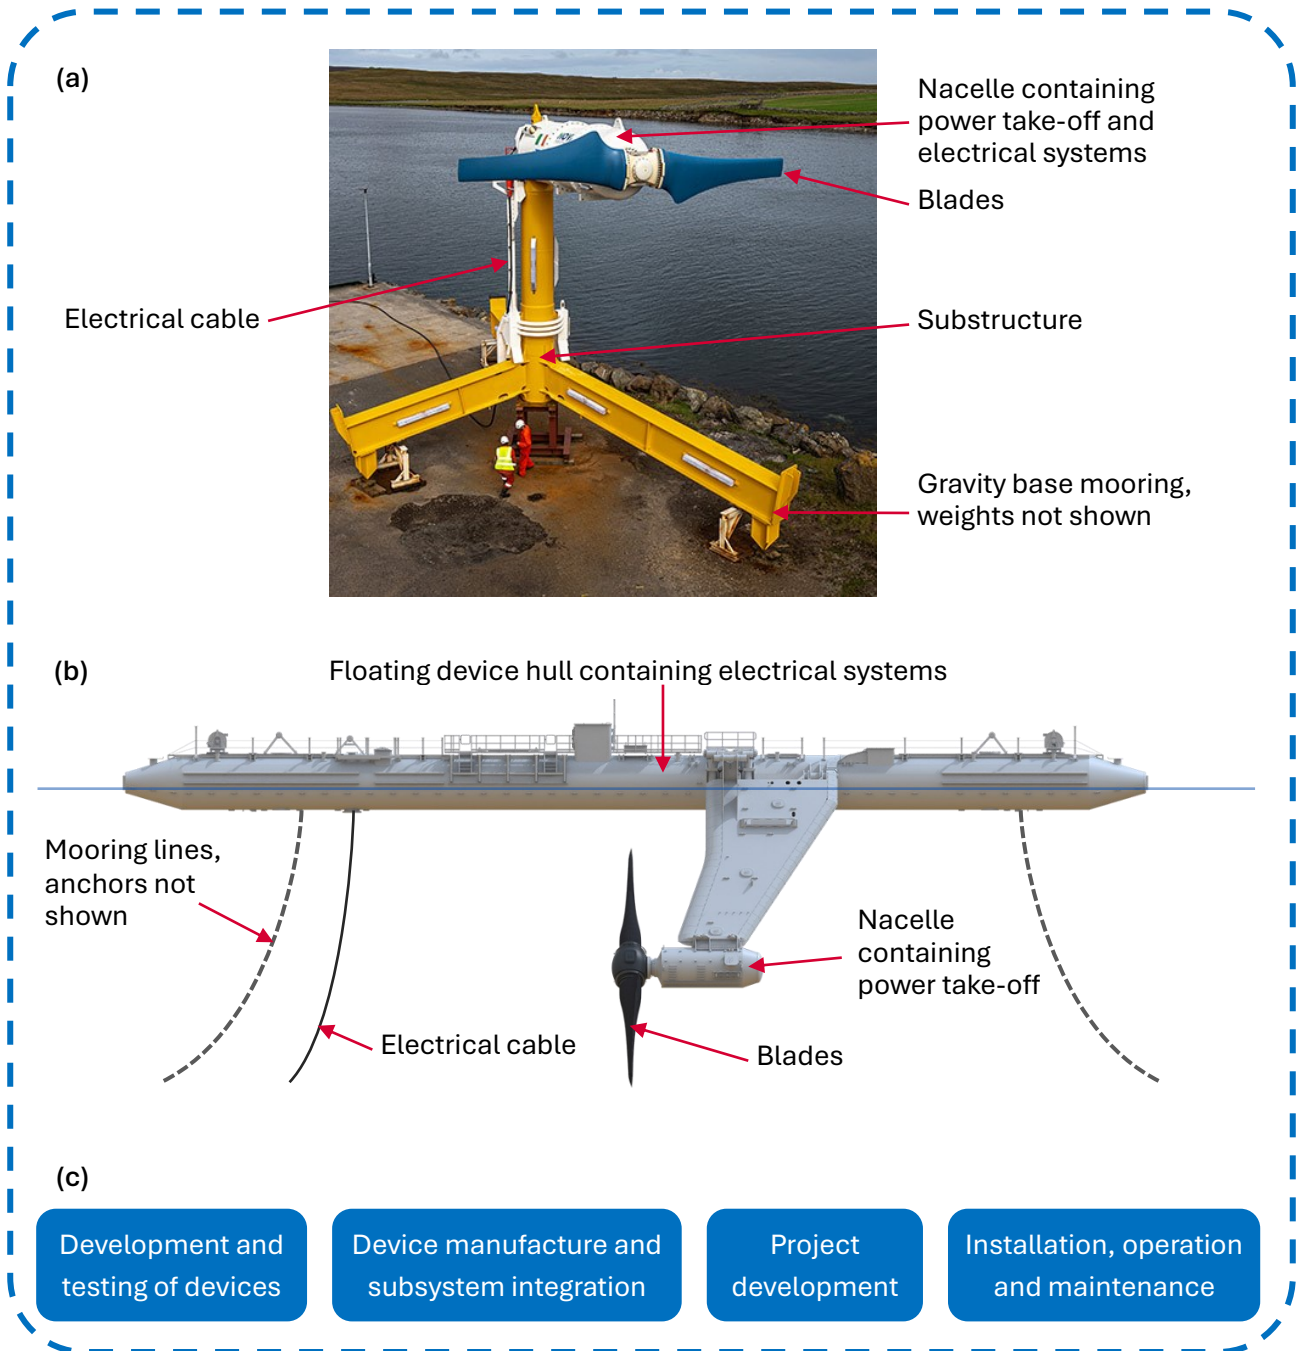 (a)
Nacelle containing
power take-off and
electrical systems
Blades
Electrical cable
Substructure
Gravity base mooring,
weights not shown
(b)
Floating device hull containing electrical systems
Mooring lines,
anchors not
shown
Nacelle
containing
power take-off
Electrical cable
Blades
(c)
Development and
testing of devices
Device manufacture and
subsystem integration
Project
development
Installation, operation
and maintenance